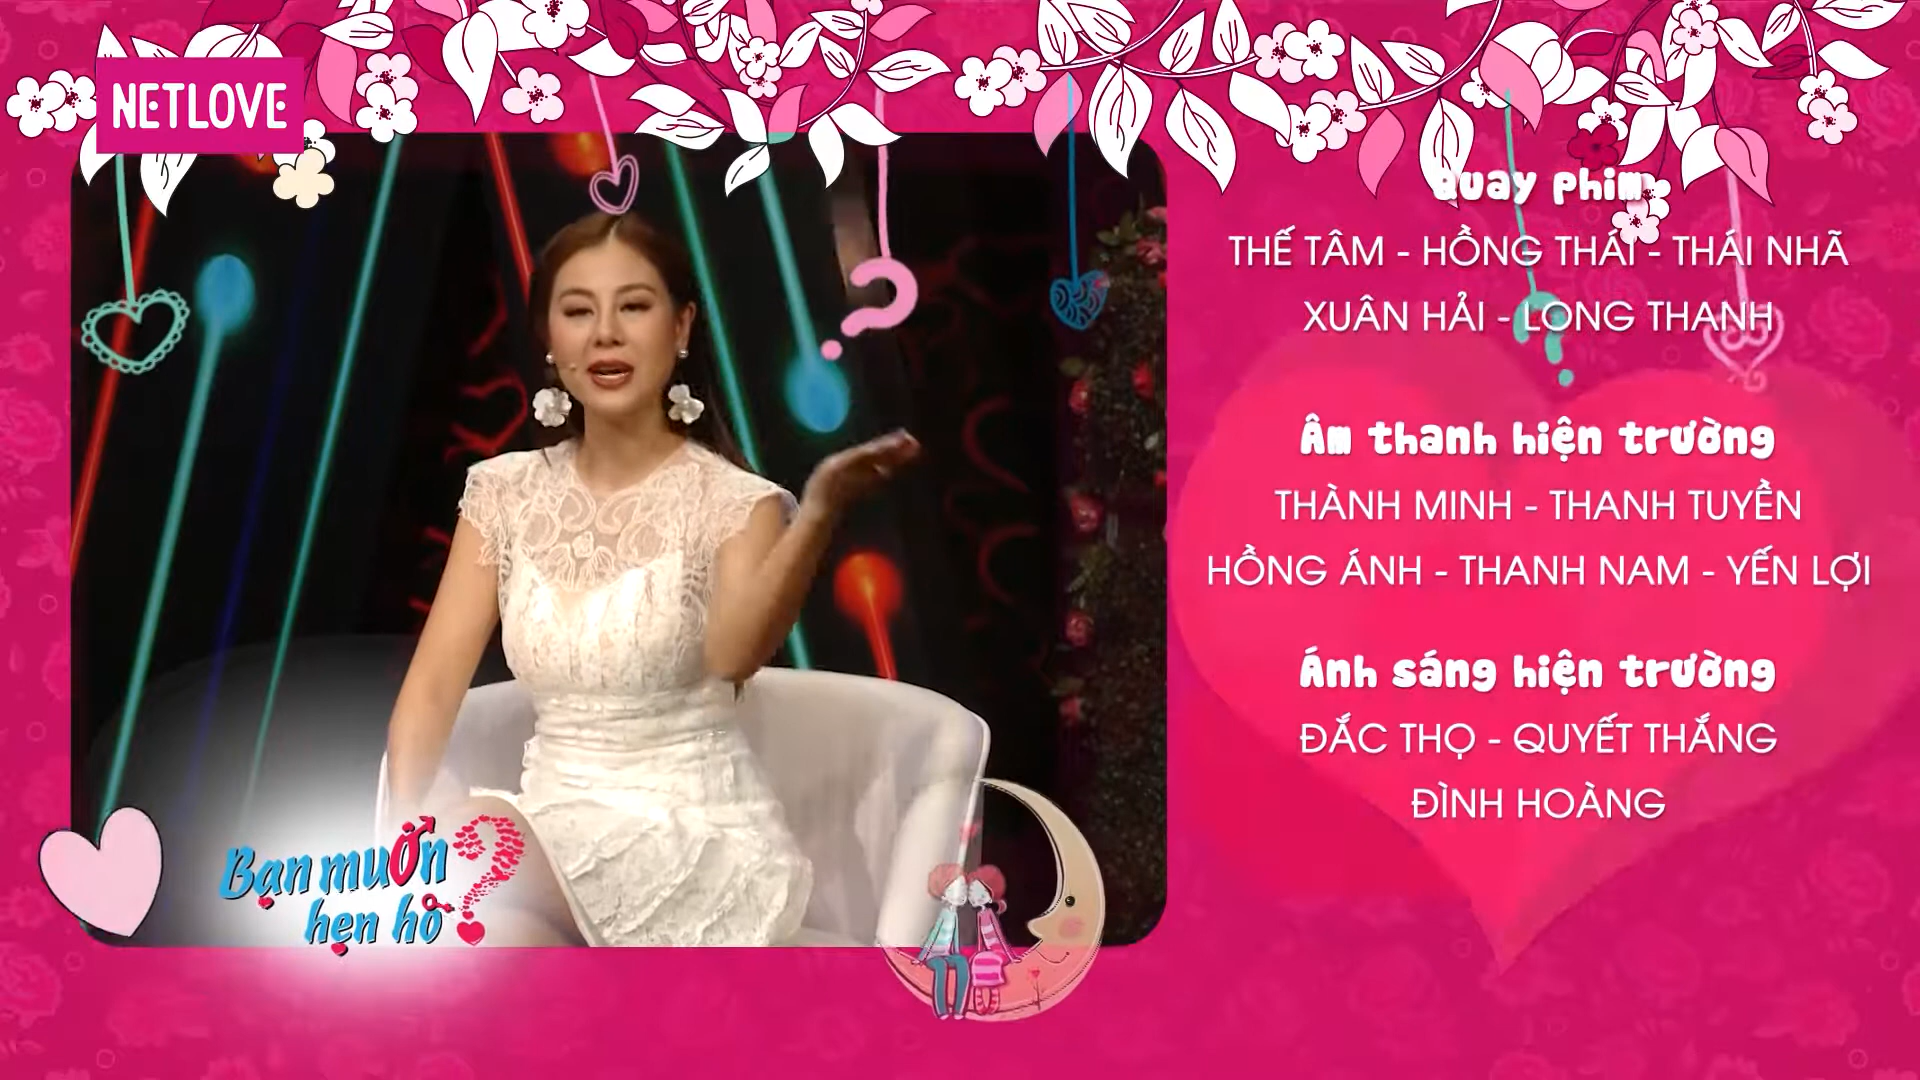 NETLOVE
Quay phim
THẾ TÂM - HỒNG THÁI - THÁI NHÃ
XUÂN HẢI - LONG THANH
Âm thanh hiện trường
THÀNH MINH - THANH TUYỀN
HỒNG ÁNH - THANH NAM - YẾN LỢI
Ánh sáng hiện trường
ĐẮC THỌ - QUYẾT THẮNG
ĐÌNH HOÀNG
Bạn muốn
hẹn hò ?